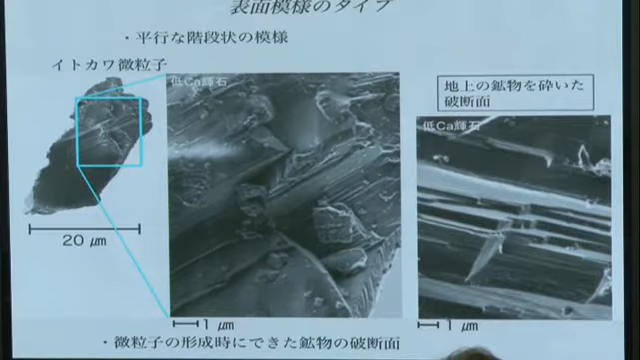 表面模様のタイプ
・平行な階段状の模様
イトカワ微粒子
低Ca輝石
地上の鉱物を砕いた
破断面
低Ca輝石
20 μm
1 μm
1 μm
・微粒子の形成時にできた鉱物の破断面